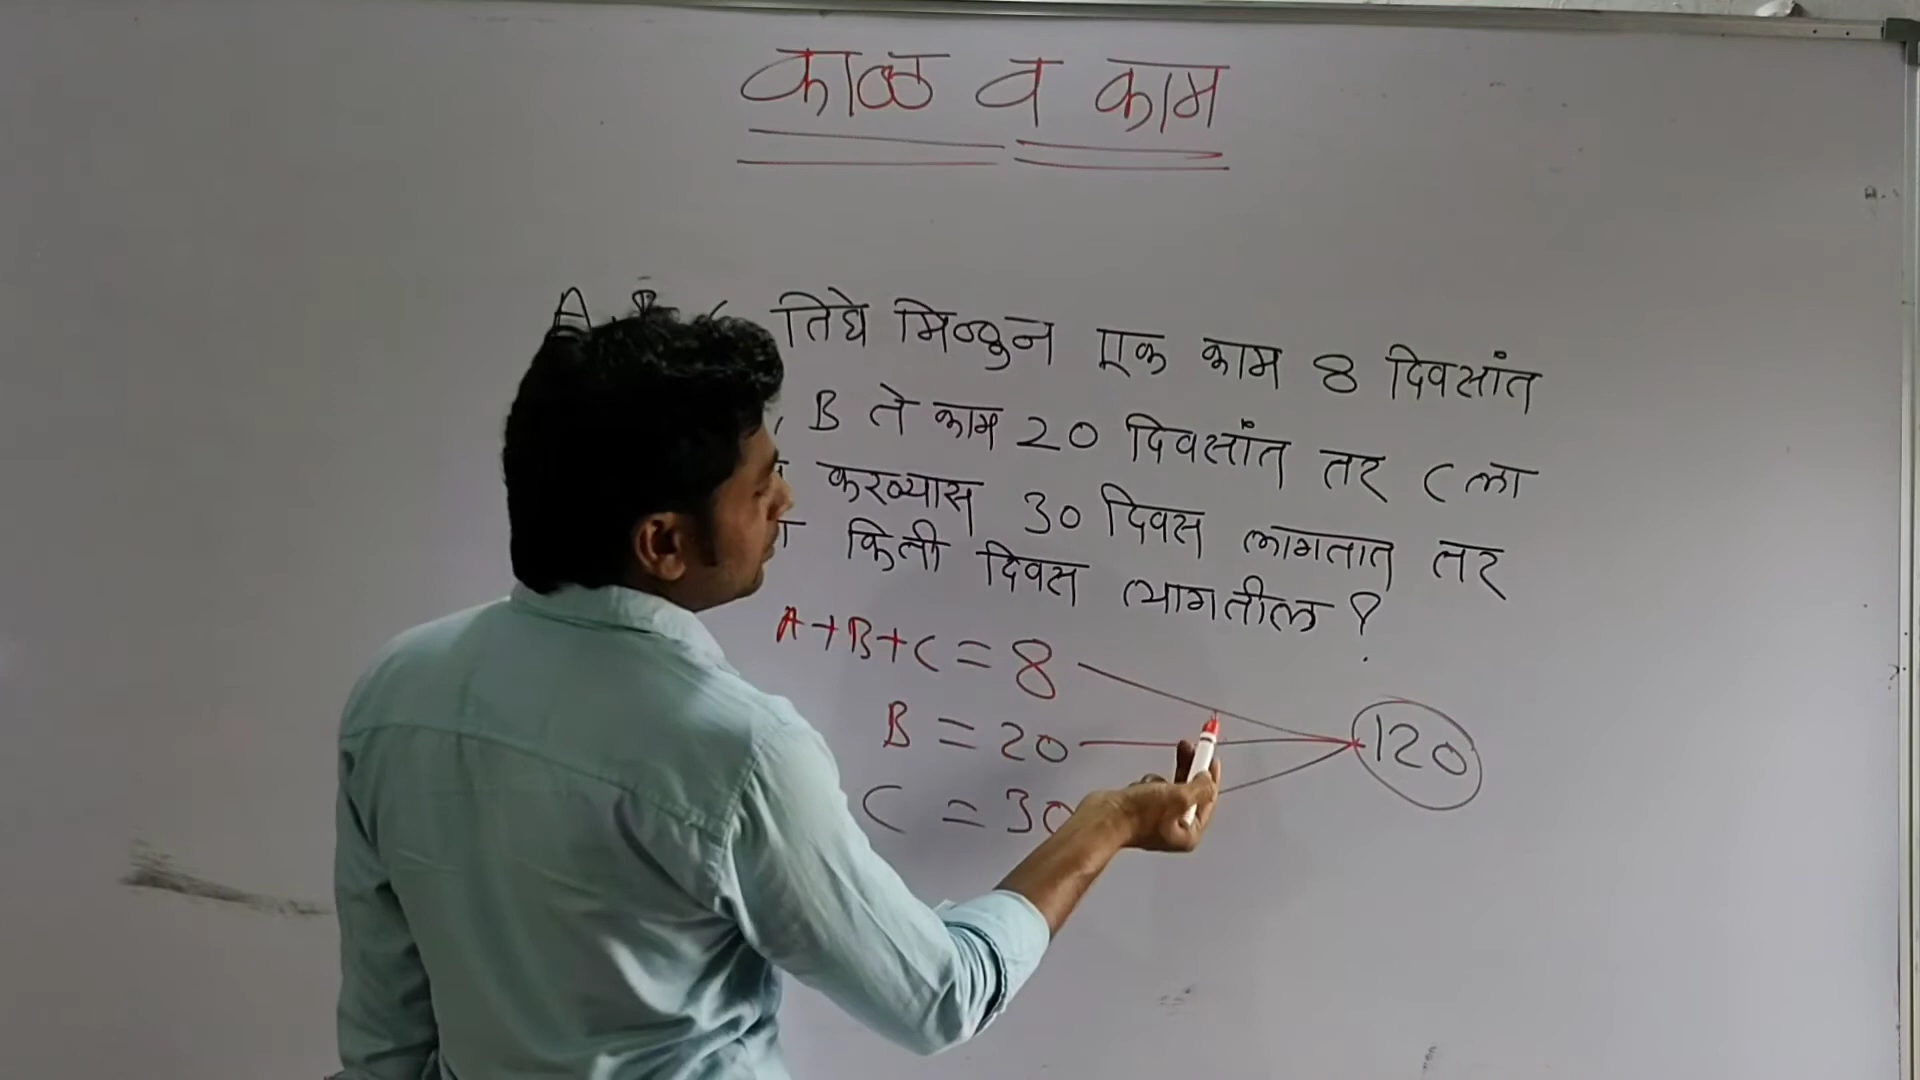 काळ व काम
A, B, C तिघे मिळुन एक काम 8 दिवसांत
, B ते काम 20 दिवसांत तर C ला
करण्यास 30 दिवस लागतात तर
किती दिवस लागतील ?
A+B+C = 8
B = 20
C = 30
120